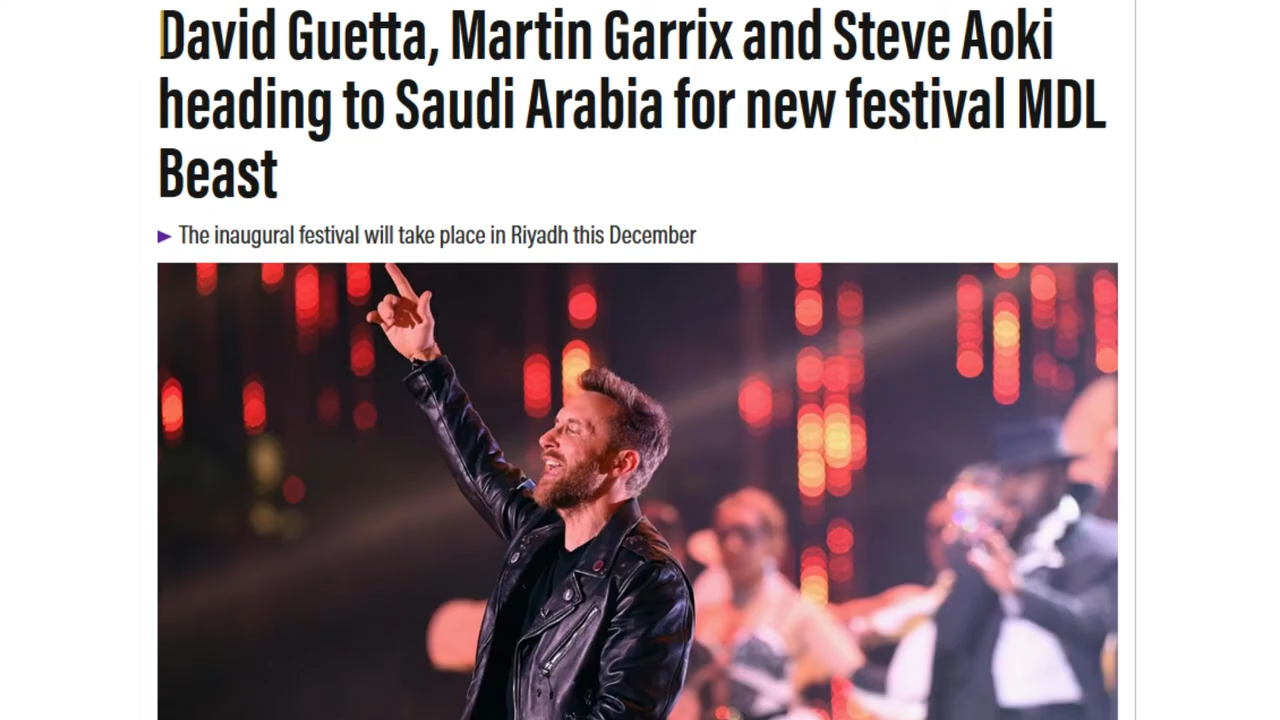 David Guetta, Martin Garrix and Steve Aoki
heading to Saudi Arabia for new festival MDL
Beast
► The inaugural festival will take place in Riyadh this December